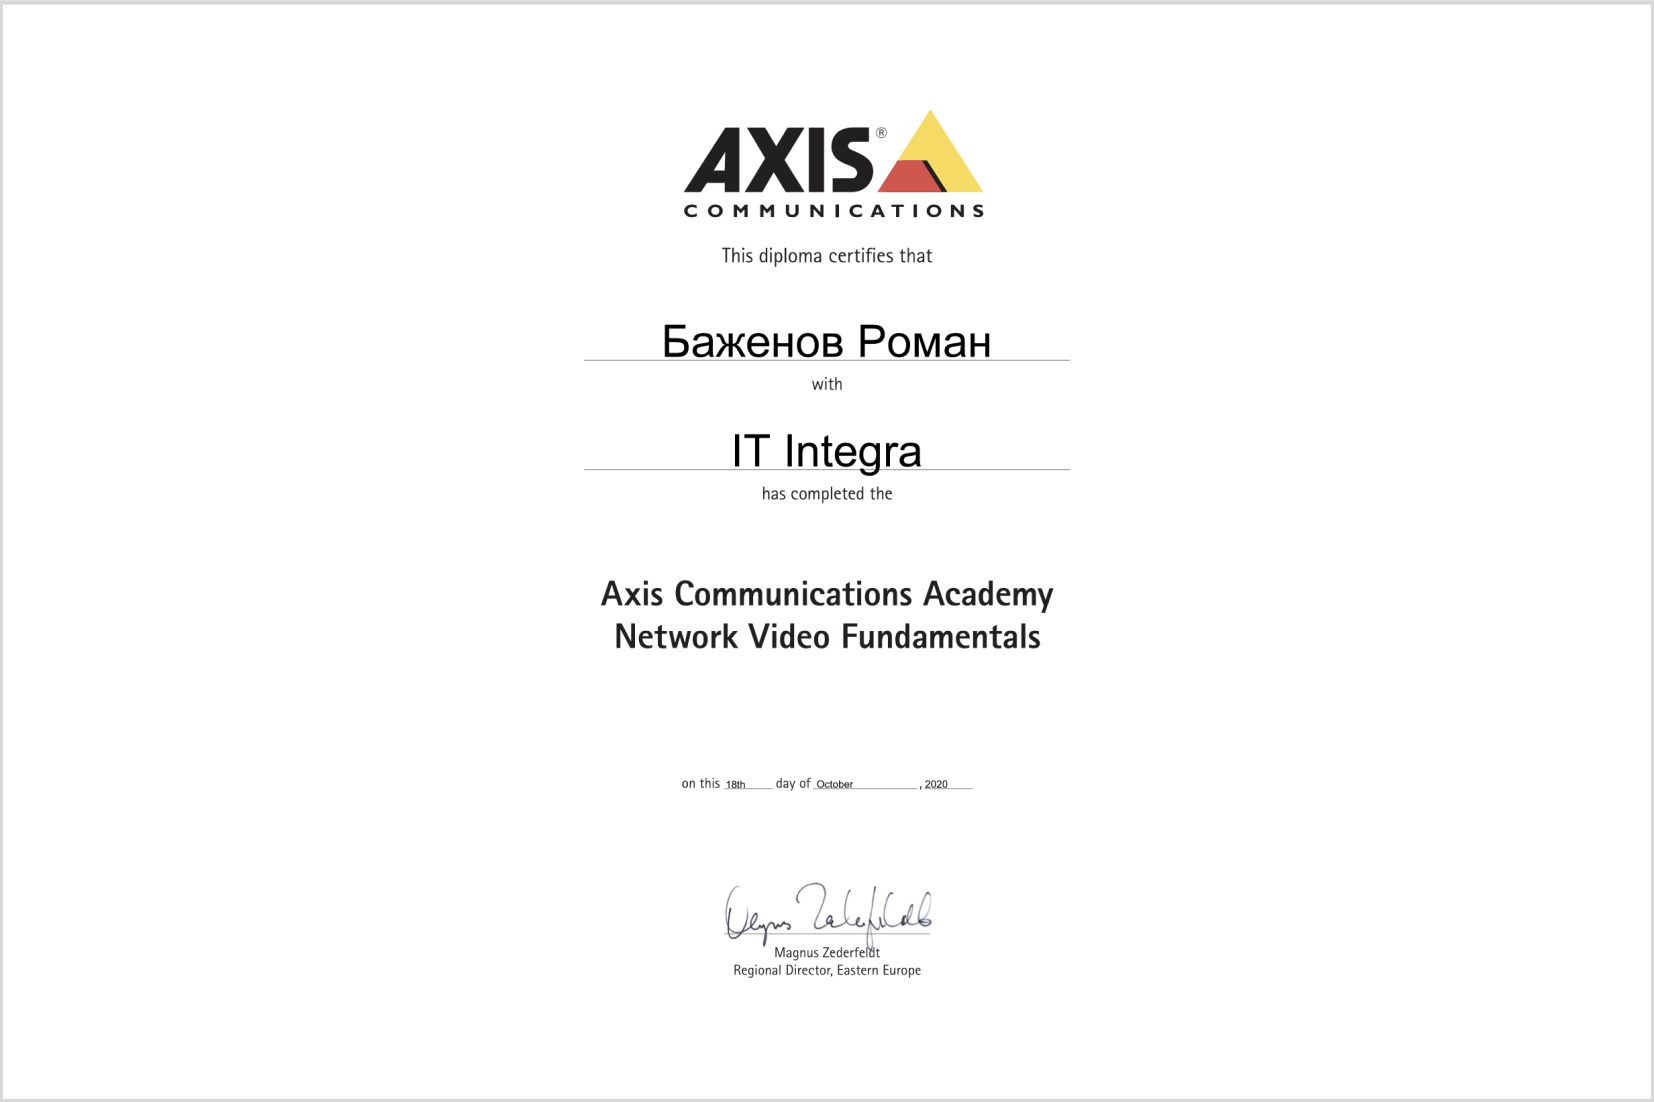 AXIS®
COMMUNICATIONS
This diploma certifies that
Баженов Роман
with
IT Integra
has completed the
Axis Communications Academy
Network Video Fundamentals
on this 18th day of October, 2020
Magnus Zederfeldt
Magnus Zederfeldt
Regional Director, Eastern Europe